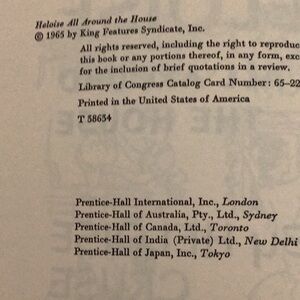 Heloise All Around the House
© 1965 by King Features Syndicate, Inc.
All rights reserved, including the right to reproduc
this book or any portions thereof, in any form, exc
for the inclusion of brief quotations in a review.
Library of Congress Catalog Card Number: 65-22
Printed in the United States of America
T 58654
Prentice-Hall International, Inc., London
Prentice-Hall of Australia, Pty., Ltd., Sydney
Prentice-Hall of Canada, Ltd., Toronto
Prentice-Hall of India (Private) Ltd., New Delhi
Prentice-Hall of Japan, Inc., Tokyo